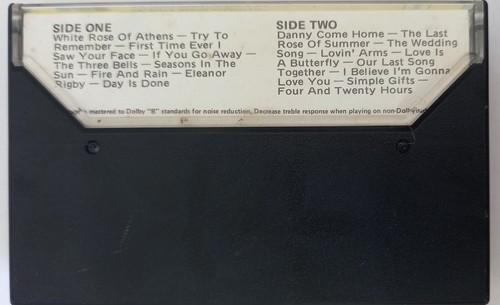 SIDE ONE
White Rose Of Athens — Try To
Remember — First Time Ever I
Saw Your Face — If You Go Away —
The Three Bells — Seasons In The
Sun — Fire And Rain — Eleanor
Rigby — Day Is Done
SIDE TWO
Danny Come Home — The Last
Rose Of Summer — The Wedding
Song — Lovin' Arms — Love Is
A Butterfly — Our Last Song
Together — I Believe I'm Gonna
Love You — Simple Gifts —
Four And Twenty Hours
mastered to Dolby "B" standards for noise reduction. Decrease treble response when playing on